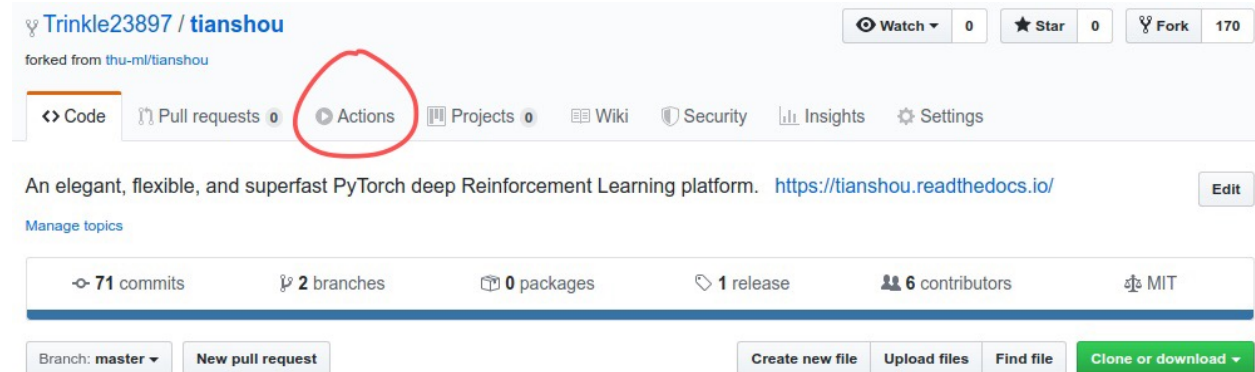 Trinkle23897 / tianshou Watch 0 Star 0 Fork 170
forked from thu-ml/tianshou
<> Code Pull requests 0 Actions Projects 0 Wiki Security Insights Settings
An elegant, flexible, and superfast PyTorch deep Reinforcement Learning platform. https://tianshou.readthedocs.io/ Edit
Manage topics
71 commits 2 branches 0 packages 1 release 6 contributors MIT
Branch: master New pull request Create new file Upload files Find file Clone or download